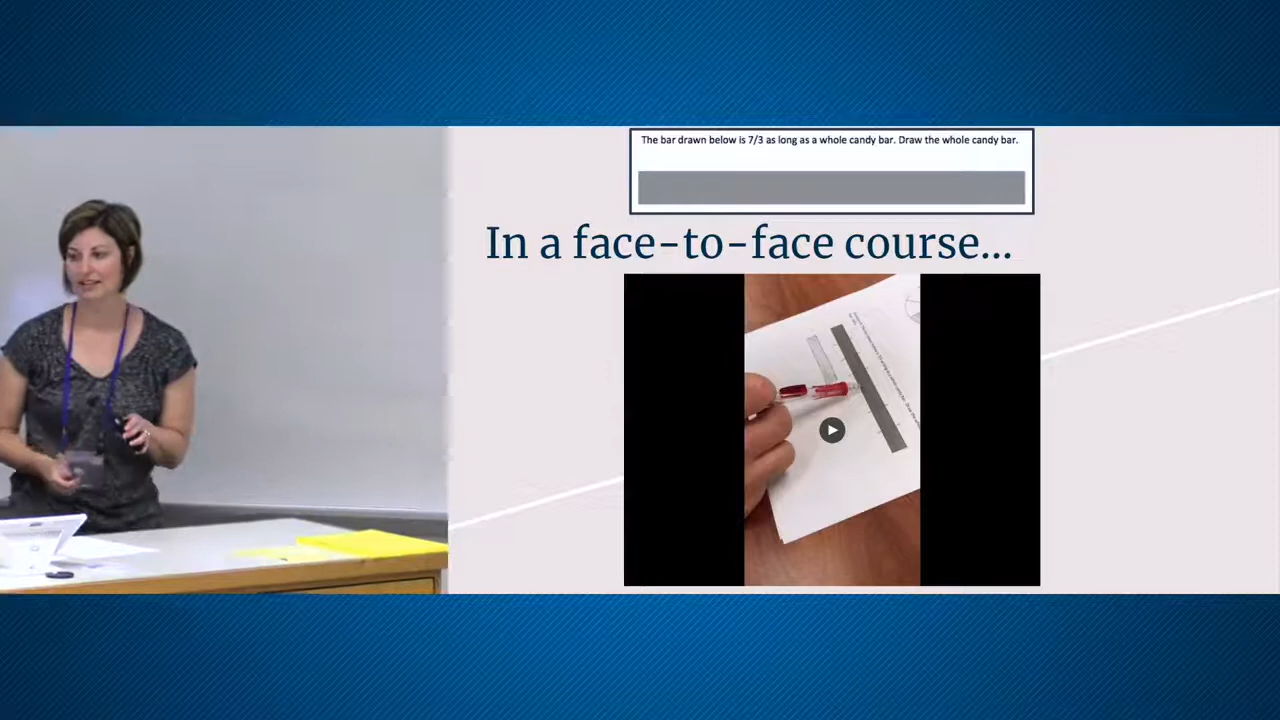 The bar drawn below is 7/3 as long as a whole candy bar. Draw the whole candy bar.
In a face-to-face course...